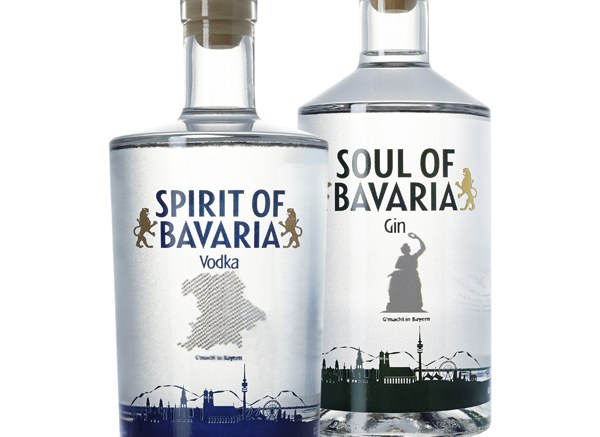 SPIRIT OF
BAVARIA
Vodka
G'macht in Bayern
SOUL OF
BAVARIA
Gin
G'macht in Bayern